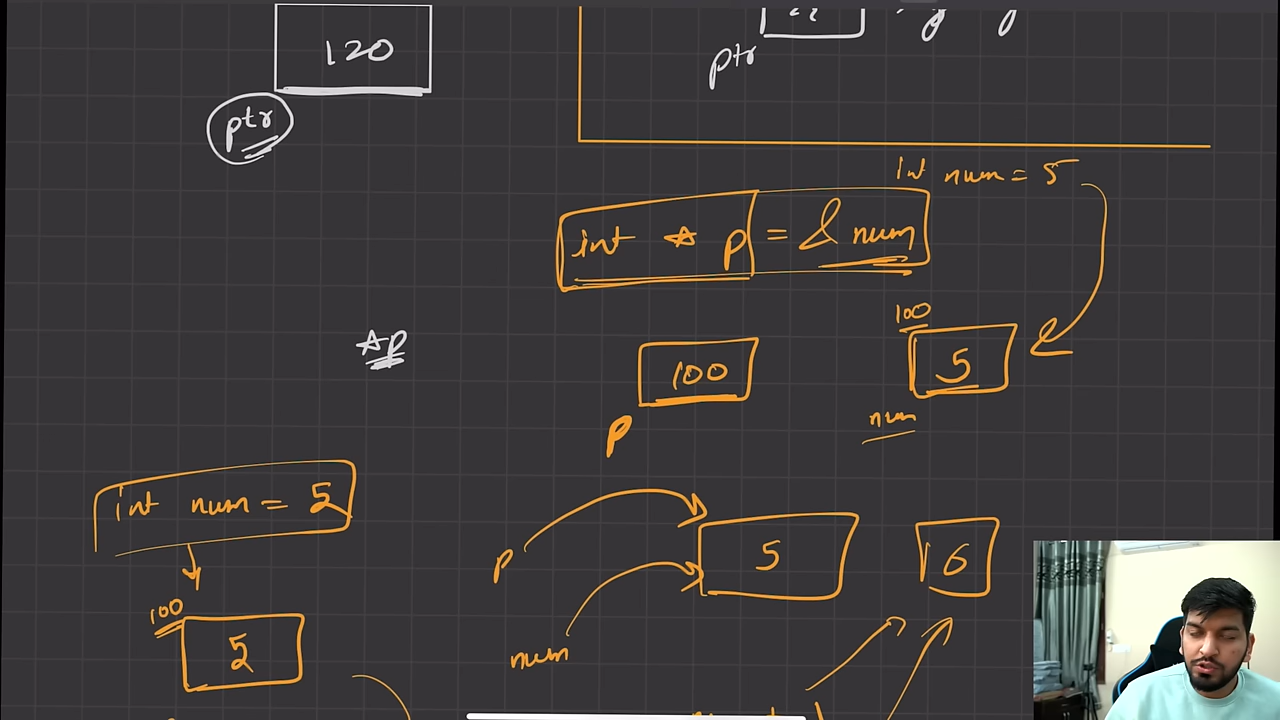 120
ptr
ptr
int num = 5
int * p = & num
100
5
100
p
num
*p
int num = 5
100
5
p
5
6
num